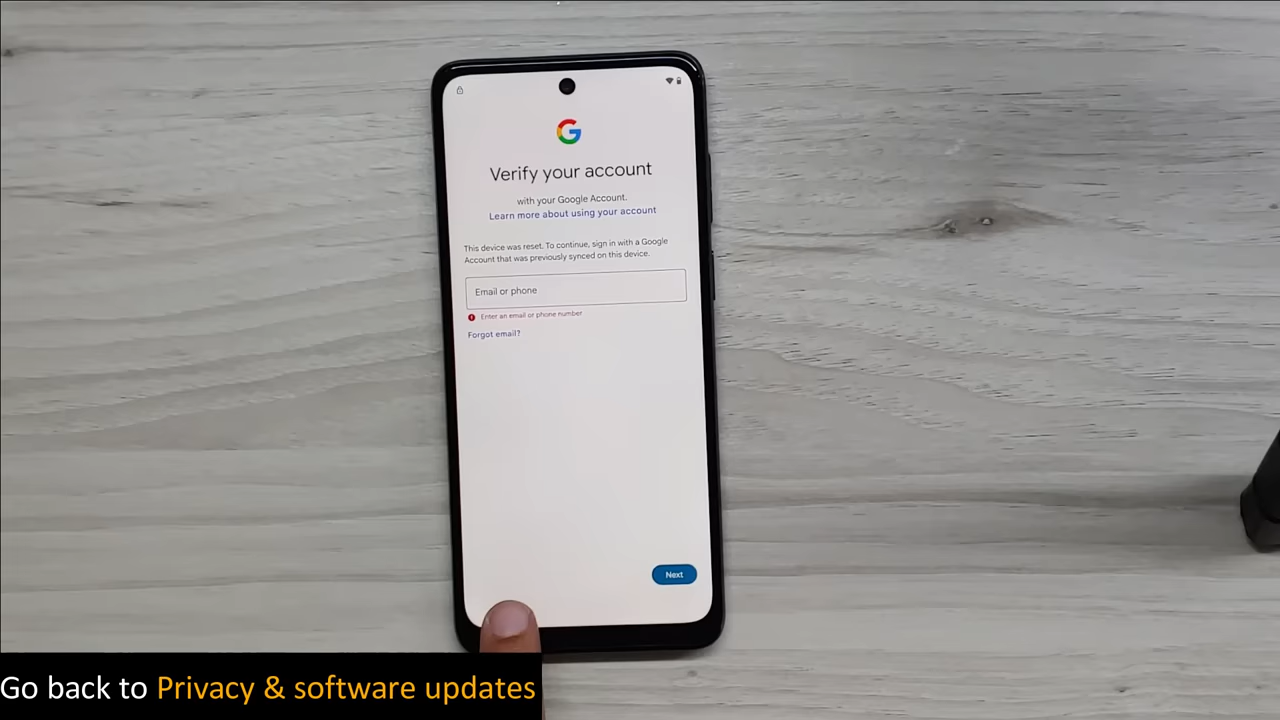 Verify your account
with your Google Account.
Learn more about using your account
This device was reset. To continue, sign in with a Google
Account that was previously synced on this device.
Email or phone
Enter an email or phone number
Forgot email?
Next
Go back to Privacy & software updates